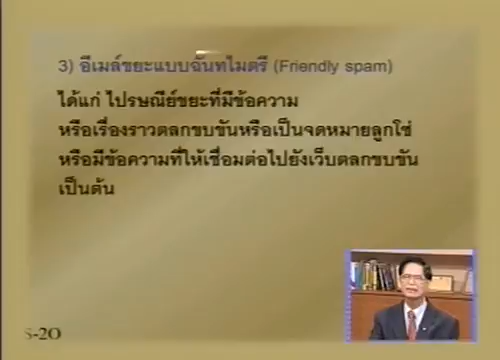 3) อีเมล์ขยะแบบฉันทไมตรี (Friendly spam)
ได้แก่ ไปรษณีย์ขยะที่มีข้อความ
หรือเรื่องราวตลกขบขันหรือเป็นจดหมายลูกโซ่
หรือมีข้อความที่ให้เชื่อมต่อไปยังเว็บตลกขบขัน
เป็นต้น
S-20